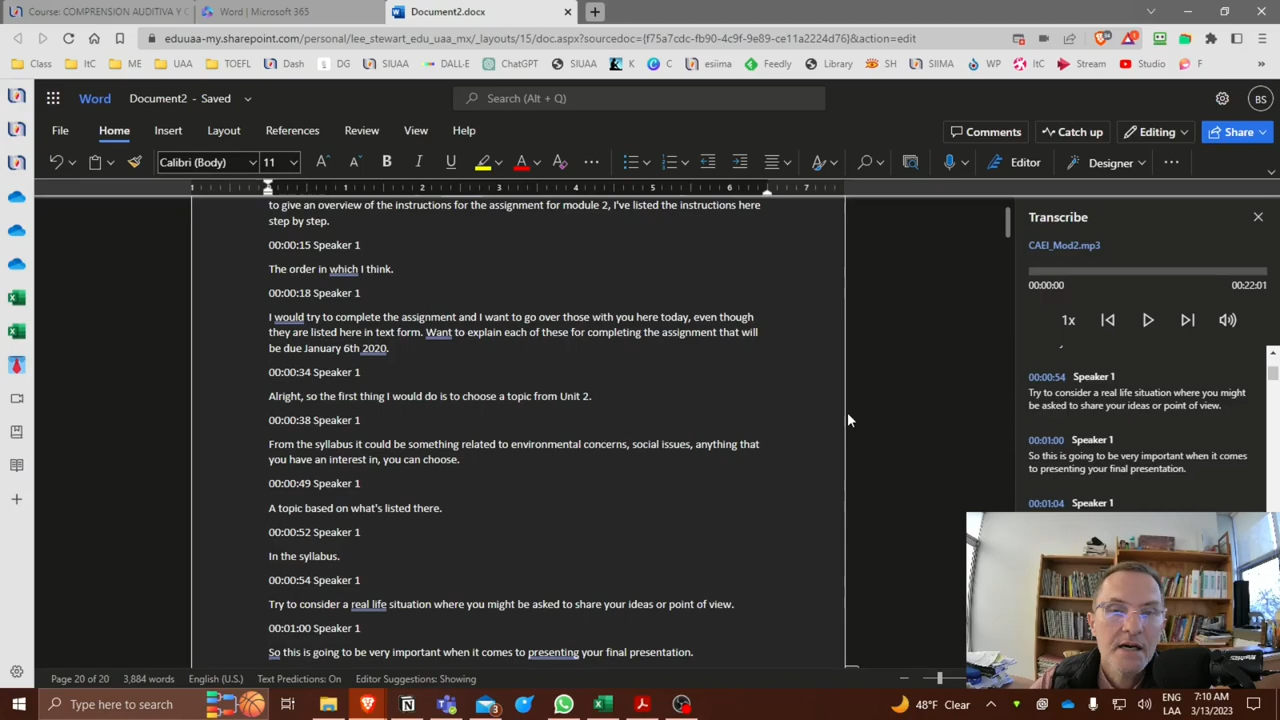 Course: COMPRENSION AUDITIVA Y
Word | Microsoft 365
Document2.docx
eduuaa-my.sharepoint.com/personal/lee_stewart_edu_uaa_mx/_layouts/15/doc.aspx?sourcedoc={f75a7cdc-fb90-4c9f-9e89-ce11a2224d76}&action=edit
Class ItC ME UAA TOEFL Dash DG SIUAA DALL-E ChatGPT SIUAA K C esiima Feedly Library SH SIIMA WP ItC Stream Studio F
Word Document2 - Saved Search (Alt + Q) BS
File Home Insert Layout References Review View Help Comments Catch up Editing Share
Calibri (Body) 11 B I U A Editor Designer
1 1 2 3 4 5 6 7
to give an overview of the instructions for the assignment for module 2, I've listed the instructions here
step by step.
00:00:15 Speaker 1
The order in which I think.
00:00:18 Speaker 1
I would try to complete the assignment and I want to go over those with you here today, even though
they are listed here in text form. Want to explain each of these for completing the assignment that will
be due January 6th 2020.
00:00:34 Speaker 1
Alright, so the first thing I would do is to choose a topic from Unit 2.
00:00:38 Speaker 1
From the syllabus it could be something related to environmental concerns, social issues, anything that
you have an interest in, you can choose.
00:00:49 Speaker 1
A topic based on what's listed there.
00:00:52 Speaker 1
In the syllabus.
00:00:54 Speaker 1
Try to consider a real life situation where you might be asked to share your ideas or point of view.
00:01:00 Speaker 1
So this is going to be very important when it comes to presenting your final presentation.
Transcribe
CAEI_Mod2.mp3
00:00:00 00:22:01
1x
00:00:54 Speaker 1
Try to consider a real life situation where you might
be asked to share your ideas or point of view.
00:01:00 Speaker 1
So this is going to be very important when it comes
to presenting your final presentation.
00:01:04 Speaker 1
Page 20 of 20 3,884 words English (U.S.) Text Predictions: On Editor Suggestions: Showing
Type here to search
48°F Clear
ENG
LAA
7:10 AM
3/13/2023